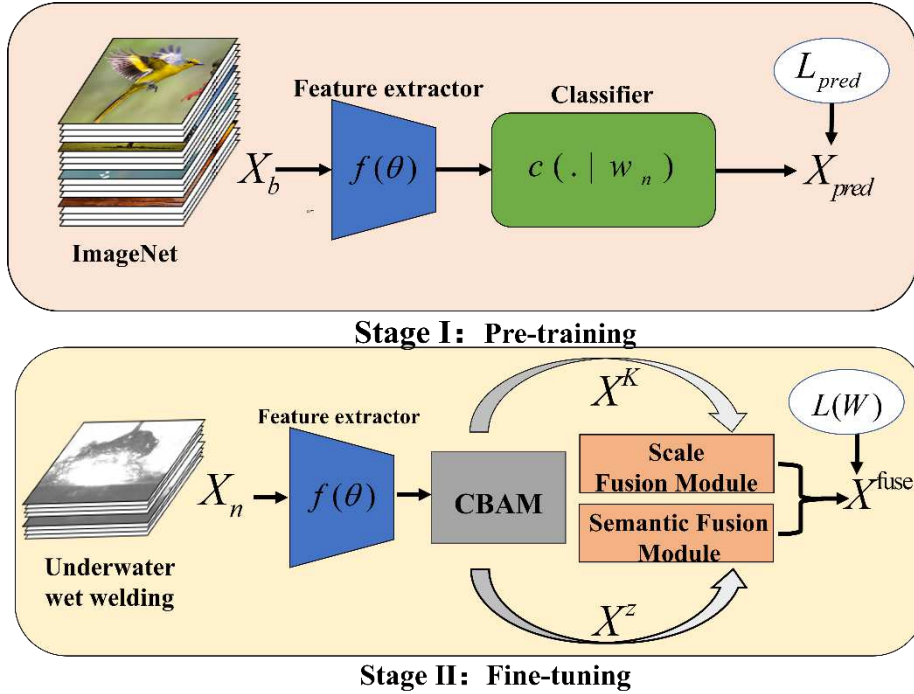 Feature extractor
Classifier
L_pred
X_b
f(θ)
c(.| w_n)
X_pred
ImageNet
Stage I: Pre-training
X^K
L(W)
Feature extractor
Scale
Fusion Module
X_n
f(θ)
CBAM
X^fuse
Semantic Fusion
Module
Underwater
wet welding
X^z
Stage II: Fine-tuning